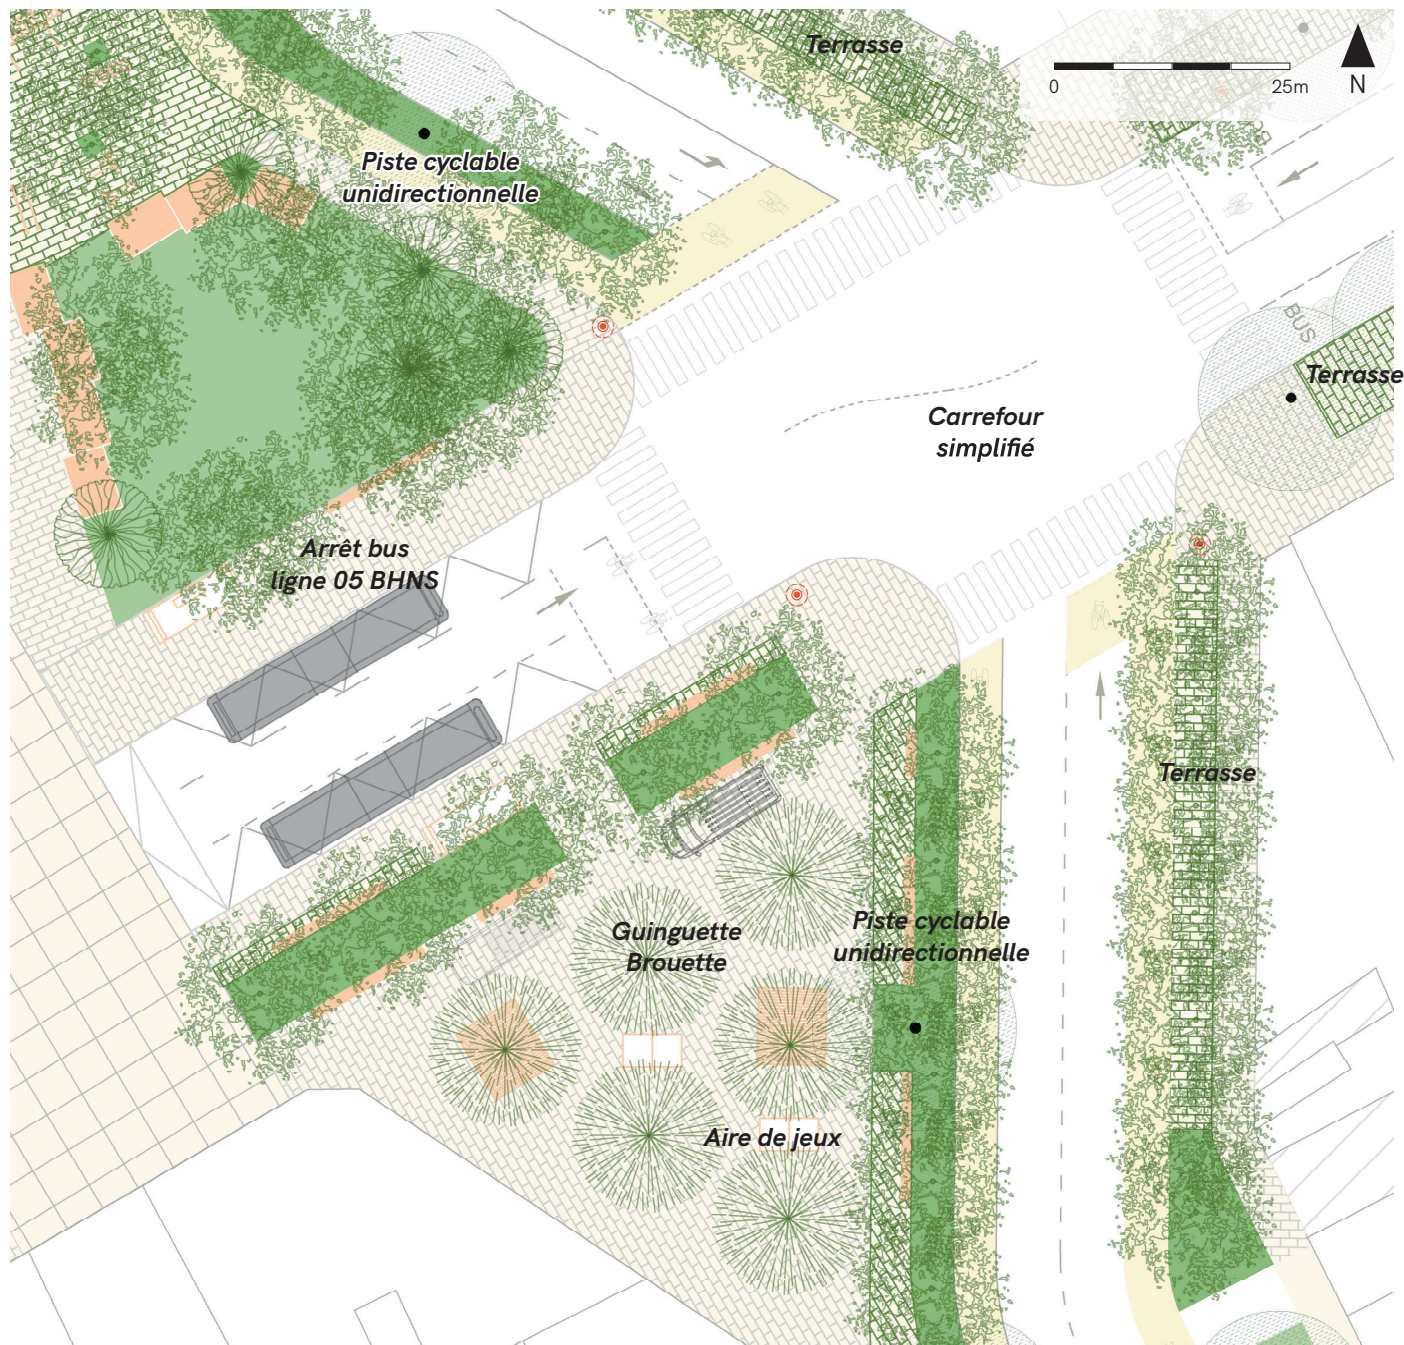 Terrasse
0
25m
N
Piste cyclable
unidirectionnelle
BUS
Terrasse
Carrefour
simplifié
Arrêt bus
ligne 05 BHNS
Terrasse
Guinguette
Brouette
Piste cyclable
unidirectionnelle
Aire de jeux